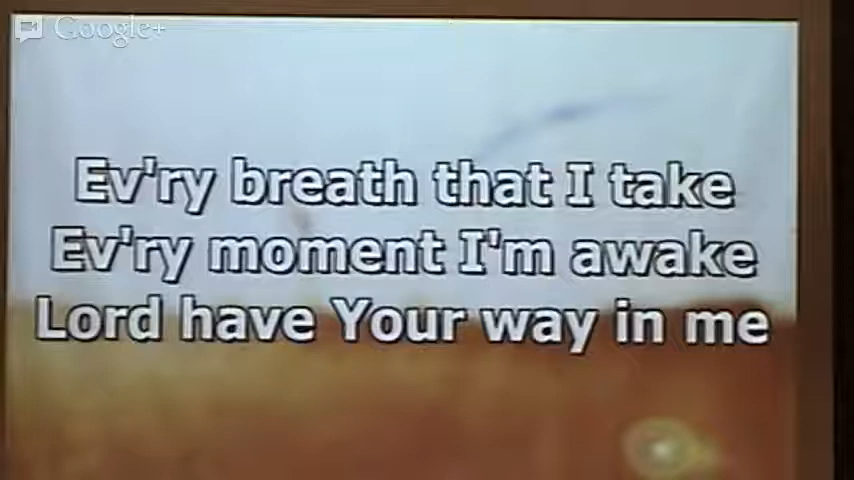 Google+
Ev'ry breath that I take
Ev'ry moment I'm awake
Lord have Your way in me